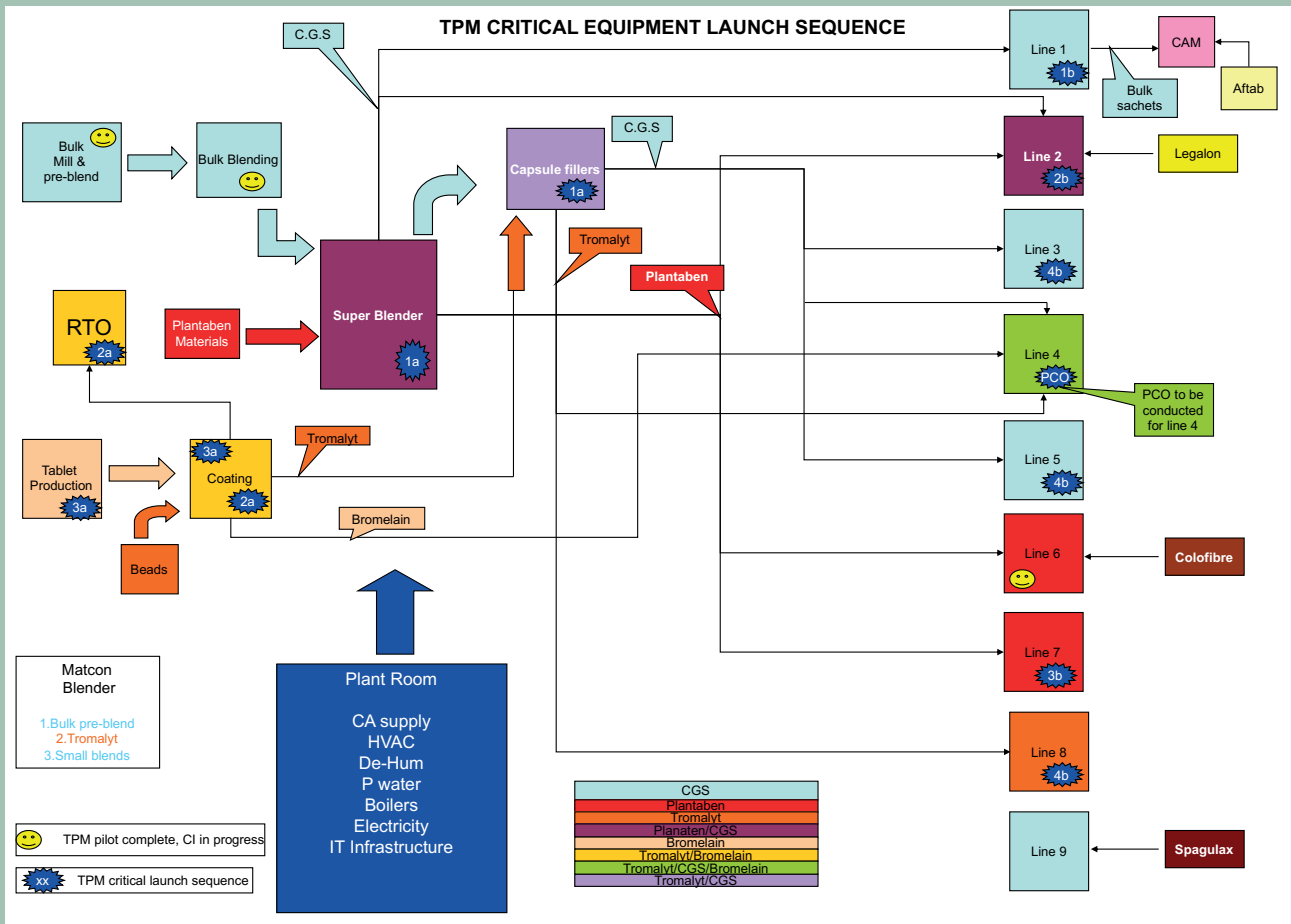 TPM CRITICAL EQUIPMENT LAUNCH SEQUENCE
C.G.S
Line 1
1b
CAM
Bulk
sachets
Aftab
Bulk
Mill &
pre-blend
Bulk Blending
C.G.S
Capsule fillers
1a
Line 2
2b
Legalon
Tromalyt
Plantaben
Line 3
4b
Super Blender
1a
RTO
2a
Plantaben
Materials
Line 4
PCO
PCO to be
conducted
for line 4
Tablet
Production
3a
3a
Coating
2a
Tromalyt
Bromelain
Beads
Line 5
4b
Line 6
Colofibre
Line 7
3b
Line 8
4b
Line 9
Spagulax
Matcon
Blender
1.Bulk pre-blend
2.Tromalyt
3.Small blends
Plant Room
CA supply
HVAC
De-Hum
P water
Boilers
Electricity
IT Infrastructure
CGS
Plantaben
Tromalyt
Planaten/CGS
Bromelain
Tromalyt/Bromelain
Tromalyt/CGS/Bromelain
Tromalyt/CGS
TPM pilot complete, CI in progress
xx
TPM critical launch sequence